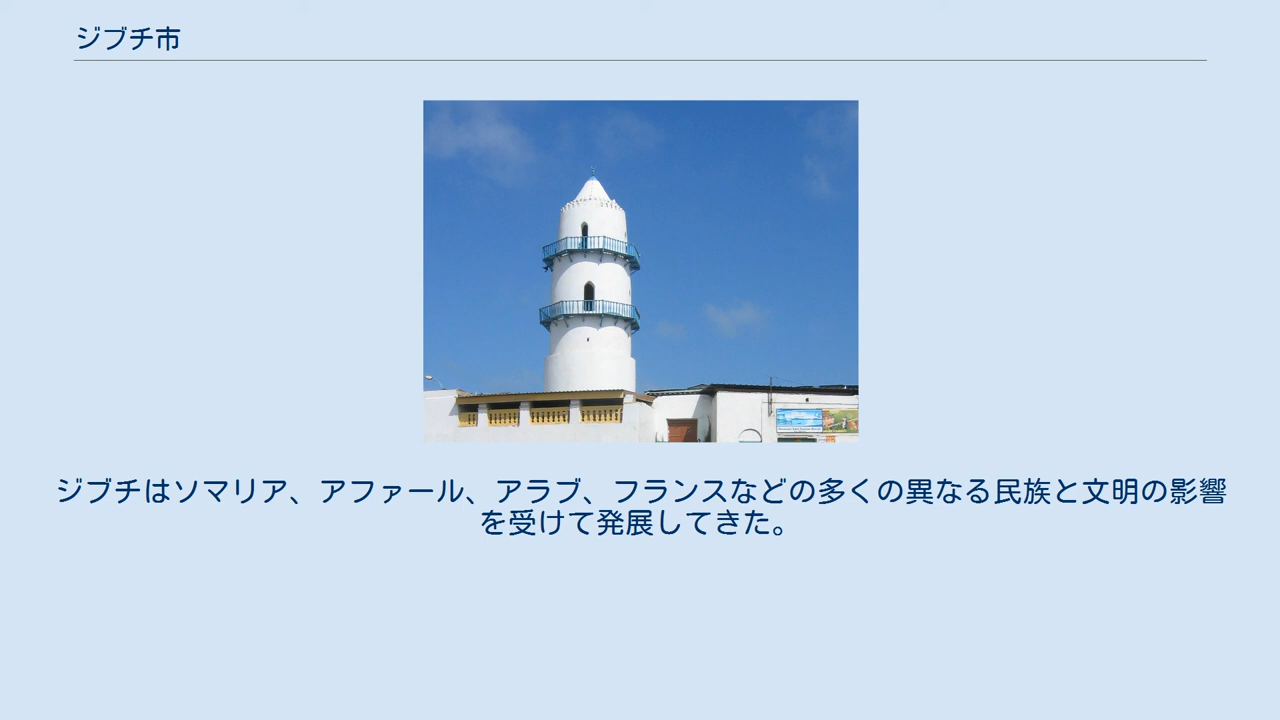 ジブチ市
ジブチはソマリア、アファール、アラブ、フランスなどの多くの異なる民族と文明の影響
を受けて発展してきた。